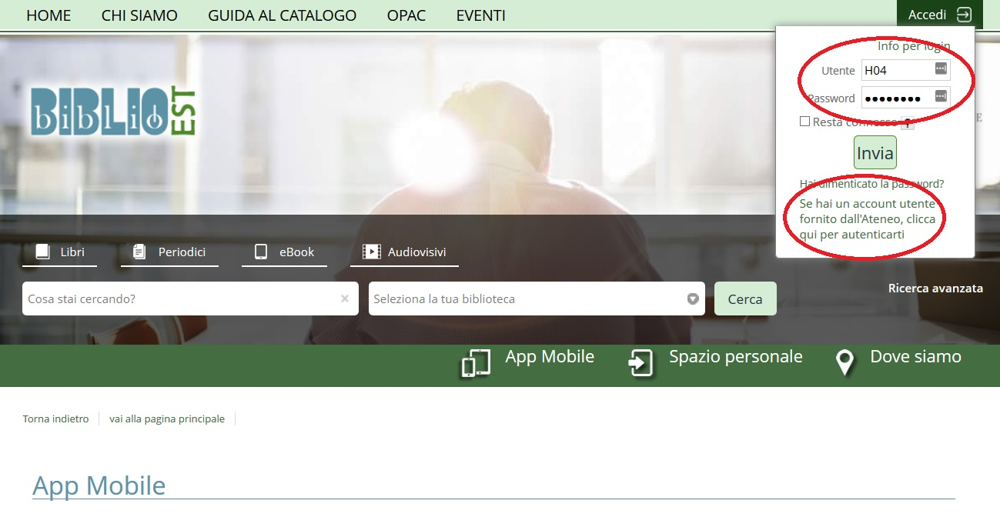 HOME CHI SIAMO GUIDA AL CATALOGO OPAC EVENTI Accedi
Info per login
Utente H04
Password ●●●●●●●●
Resta connesso ?
Invia
Hai dimenticato la password?
Se hai un account utente
fornito dall'Ateneo, clicca
qui per autenticarti
BIBLIO EST
E
Libri Periodici eBook Audiovisivi
Cosa stai cercando? × Seleziona la tua biblioteca Cerca
Ricerca avanzata
App Mobile Spazio personale Dove siamo
Torna indietro vai alla pagina principale
App Mobile